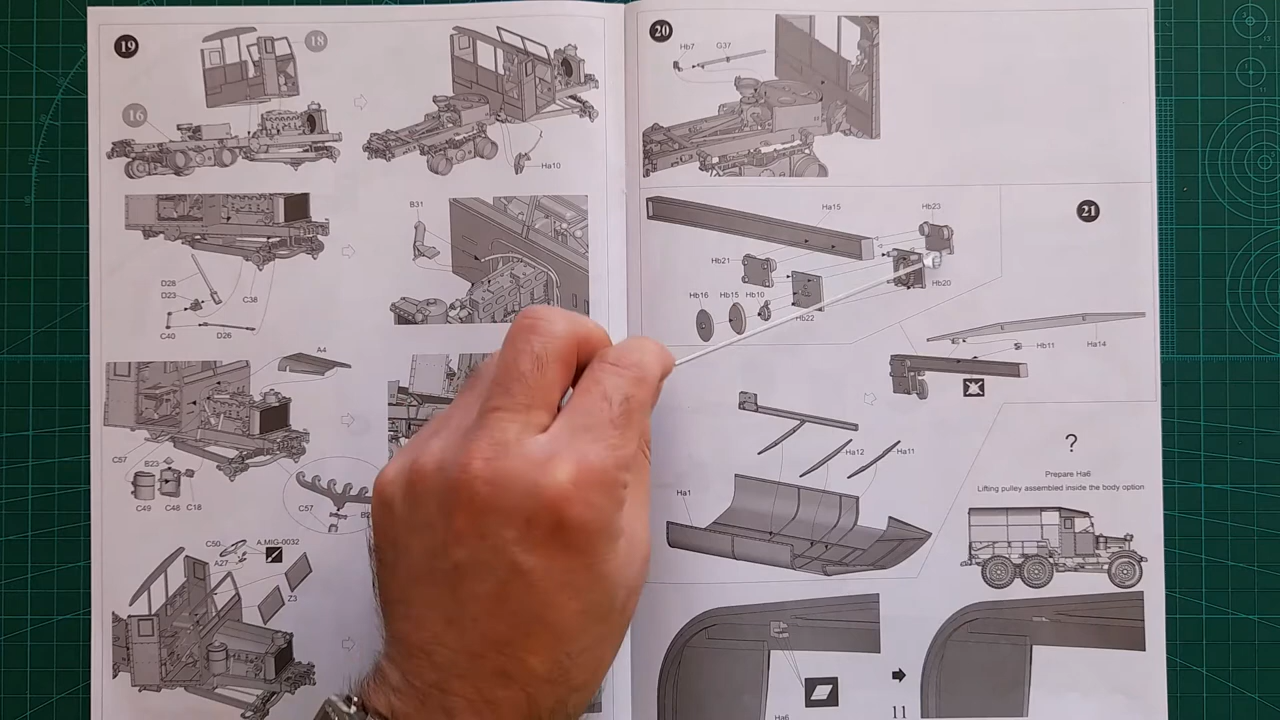 19
18
16
Ha10
B31
D28
D23
C38
C40
D26
A4
C57
B23
C49
C48
C18
C57
C50
A.MIG-0032
A27
Z3
20
Hb7
G37
21
Ha15
Hb23
Hb21
Hb16
Hb15
Hb10
Hb22
Hb20
Ha14
Hb11
Ha12
Ha11
Ha1
?
Prepare Ha6
Lifting pulley assembled inside the body option
Ha6
11